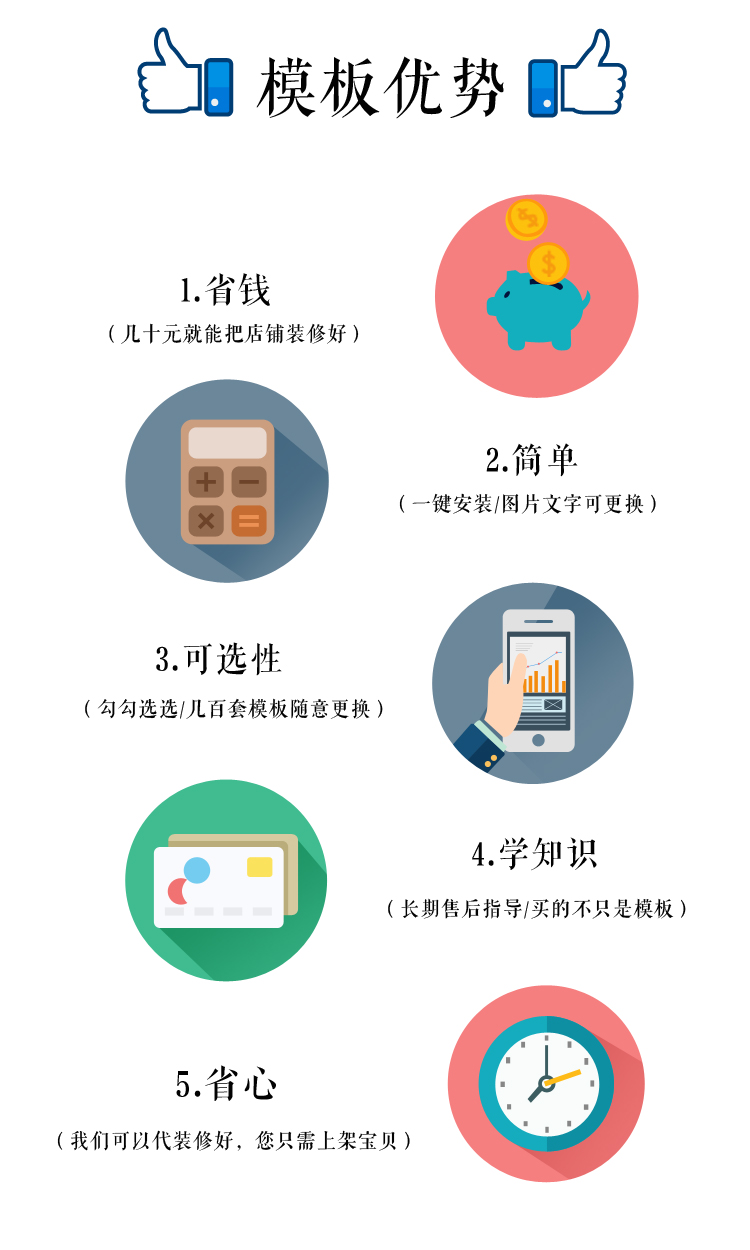 模板优势
1.省钱
（几十元就能把店铺装修好）
2.简单
（一键安装/图片文字可更换）
3.可选性
（勾勾选选/几百套模板随意更换）
4.学知识
（长期售后指导/买的不只是模板）
5.省心
（我们可以代装修好，您只需上架宝贝）